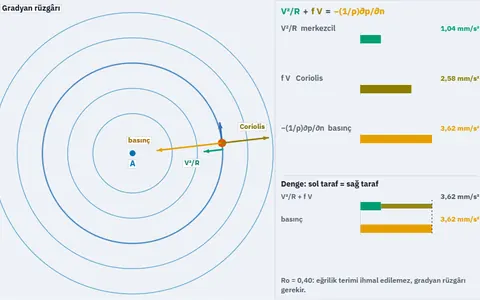 Gradyan rüzgârı
Coriolis
basınç
V²/R
A
V²/R + f V = −(1/ρ)∂p/∂n
V²/R merkezcil 1,04 mm/s²
f V Coriolis 2,58 mm/s²
−(1/ρ)∂p/∂n basınç 3,62 mm/s²
Denge: sol taraf = sağ taraf
V²/R + f V 3,62 mm/s²
basınç 3,62 mm/s²
Ro = 0,40: eğrilik terimi ihmal edilemez, gradyan rüzgârı
gerekir.